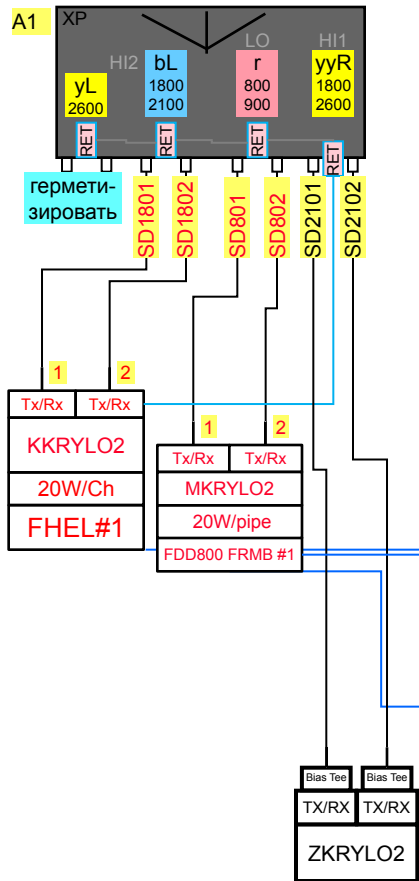 A1
XP
HI2
LO
HI1
yL
2600
bL
1800
2100
r
800
900
yyR
1800
2600
RET
RET
RET
RET
гермети-
зировать
SD1801
SD1802
SD801
SD802
SD2101
SD2102
1
2
Tx/Rx
Tx/Rx
KKRYLO2
20W/Ch
FHEL#1
1
2
Tx/Rx
Tx/Rx
MKRYLO2
20W/pipe
FDD800 FRMB #1
Bias Tee
Bias Tee
TX/RX
TX/RX
ZKRYLO2